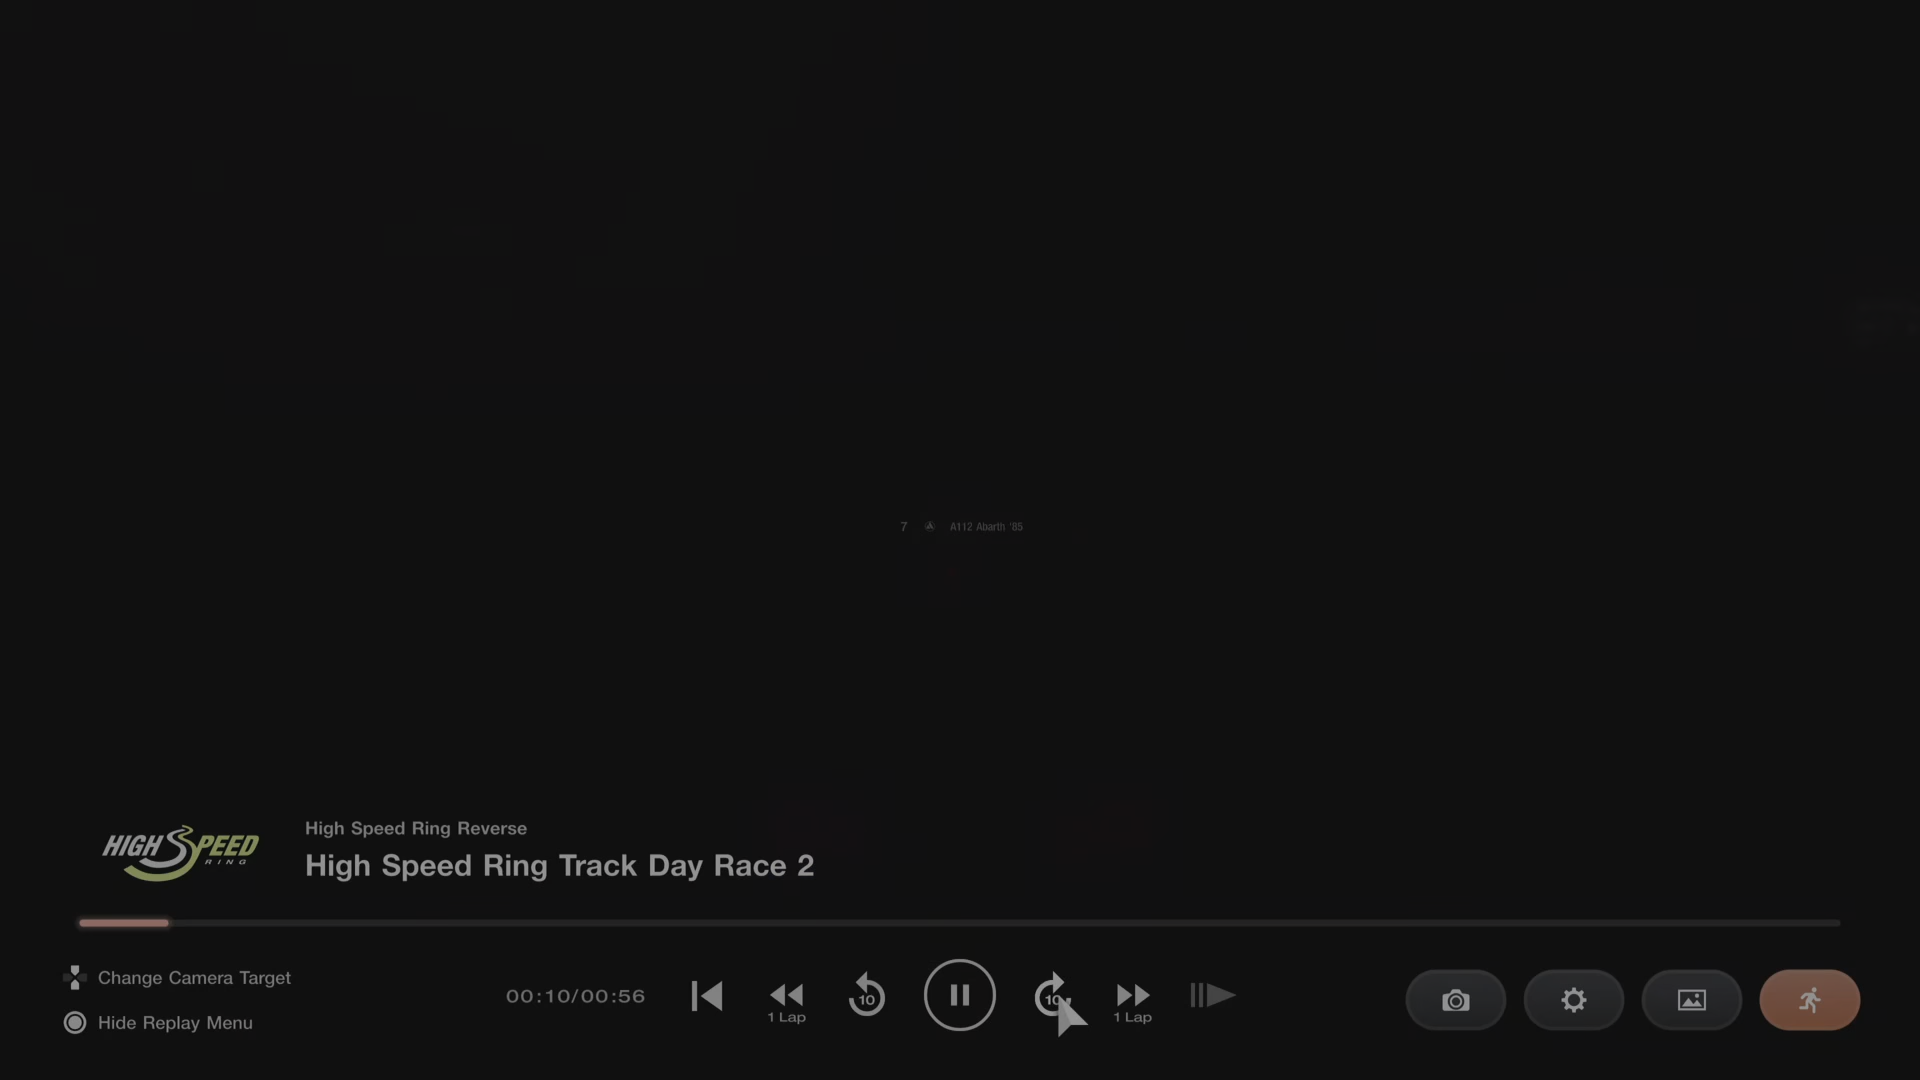 7 A112 Abarth '85
HIGH SPEED
RING
High Speed Ring Reverse
High Speed Ring Track Day Race 2
Change Camera Target
Hide Replay Menu
00:10/00:56
1 Lap
10
10
1 Lap